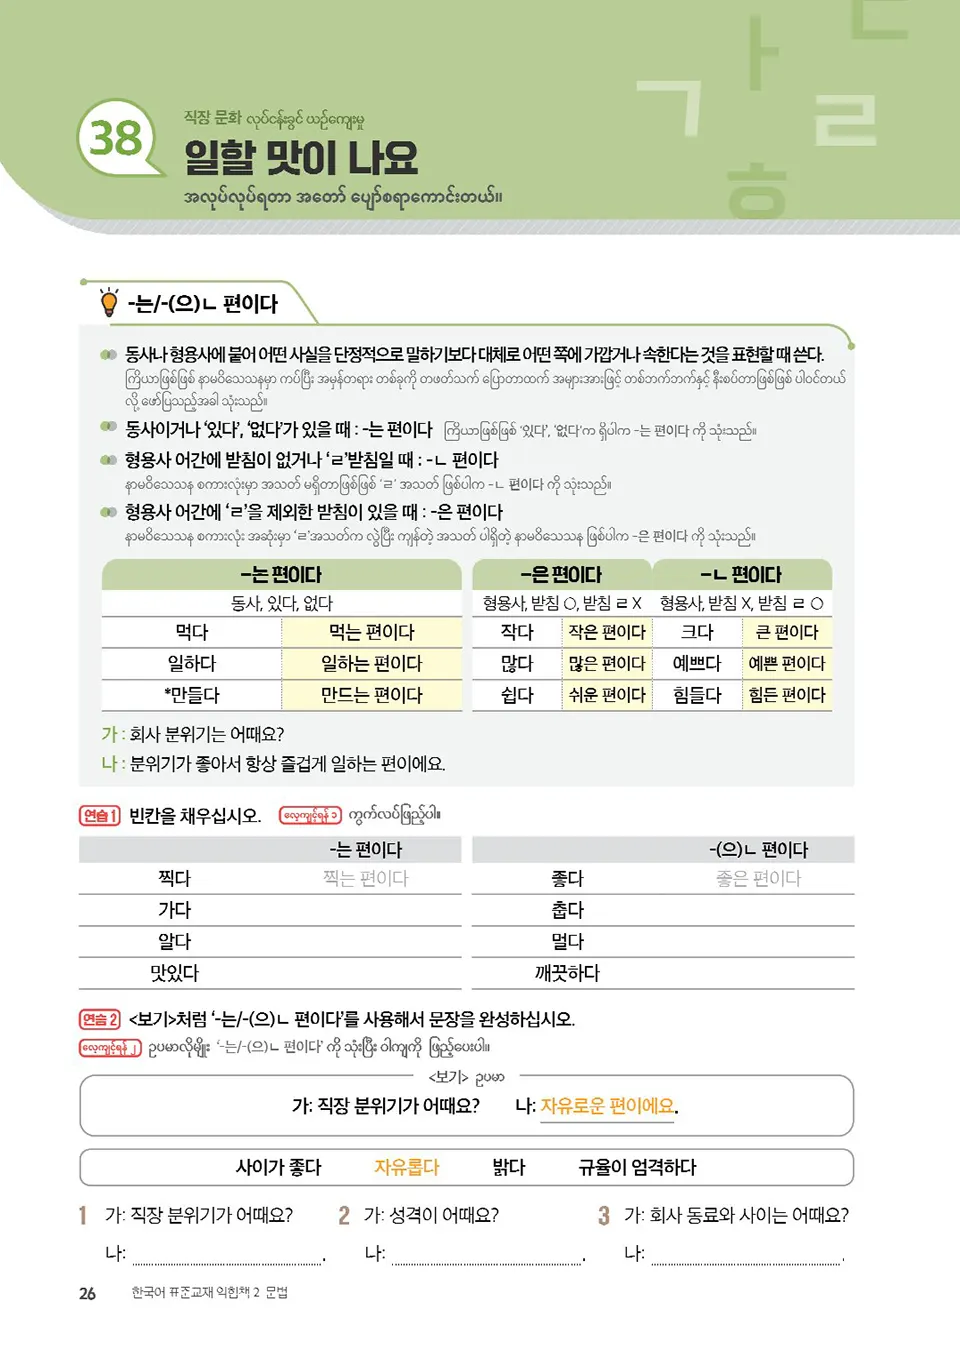 38
직장 문화 လုပ်ငန်းခွင် ယဉ်ကျေးမှု
일할 맛이 나요
အလုပ်လုပ်ရတာ အတော် ပျော်စရာကောင်းတယ်။
ㄱ ㅏ ㄹ ㅎ ㄷ
-는/-(으)ㄴ 편이다
동사나 형용사에 붙어 어떤 사실을 단정적으로 말하기보다 대체로 어떤 쪽에 가깝거나 속한다는 것을 표현할 때 쓴다.
ကြိယာဖြစ်ဖြစ် နာမဝိသေသနမှာ ကပ်ပြီး အမှန်တရား တစ်ခုကို တဖတ်သက် ပြောတာထက် အများအားဖြင့် တစ်ဘက်ဘက်နှင့် နီးစပ်တာဖြစ်ဖြစ် ပါဝင်တယ်
လို့ ဖော်ပြသည့်အခါ သုံးသည်။
동사이거나 ‘있다’, ‘없다’가 있을 때 : -는 편이다 ကြိယာဖြစ်ဖြစ် ‘있다’, ‘없다’က ရှိပါက -는 편이다 ကို သုံးသည်။
형용사 어간에 받침이 없거나 ‘ㄹ’받침일 때 : -ㄴ 편이다
နာမဝိသေသန စကားလုံးမှာ အသတ် မရှိတာဖြစ်ဖြစ် ‘ㄹ’ အသတ် ဖြစ်ပါက -ㄴ 편이다 ကို သုံးသည်။
형용사 어간에 ‘ㄹ’을 제외한 받침이 있을 때 : -은 편이다
နာမဝိသေသန စကားလုံး အဆုံးမှာ ‘ㄹ’အသတ်က လွဲပြီး ကျန်တဲ့ အသတ် ပါရှိတဲ့ နာမဝိသေသန ဖြစ်ပါက -은 편이다 ကို သုံးသည်။
-는 편이다 -은 편이다 -ㄴ 편이다
동사, 있다, 없다 형용사, 받침 O, 받침 ㄹ X 형용사, 받침 X, 받침 ㄹ O
먹다 먹는 편이다 작다 작은 편이다 크다 큰 편이다
일하다 일하는 편이다 많다 많은 편이다 예쁘다 예쁜 편이다
*만들다 만드는 편이다 쉽다 쉬운 편이다 힘들다 힘든 편이다
가 : 회사 분위기는 어때요?
나 : 분위기가 좋아서 항상 즐겁게 일하는 편이에요.
연습 1 빈칸을 채우십시오. လေ့ကျင့်ရန် ၁ ကွက်လပ်ဖြည့်ပါ။
-는 편이다 -(으)ㄴ 편이다
찍다 찍는 편이다 좋다 좋은 편이다
가다 춥다
알다 멀다
맛있다 깨끗하다
연습 2 <보기>처럼 ‘-는/-(으)ㄴ 편이다’를 사용해서 문장을 완성하십시오.
လေ့ကျင့်ရန် ၂ ဥပမာလိုမျိုး ‘-는/-(으)ㄴ 편이다’ ကို သုံးပြီး ဝါကျကို ဖြည့်ပေးပါ။
<보기> ဥပမာ
가: 직장 분위기가 어때요? 나: 자유로운 편이에요.
사이가 좋다 자유롭다 밝다 규율이 엄격하다
1 가: 직장 분위기가 어때요? 2 가: 성격이 어때요? 3 가: 회사 동료와 사이는 어때요?
나: . 나: . 나: .
26 한국어 표준교재 익힘책 2 문법